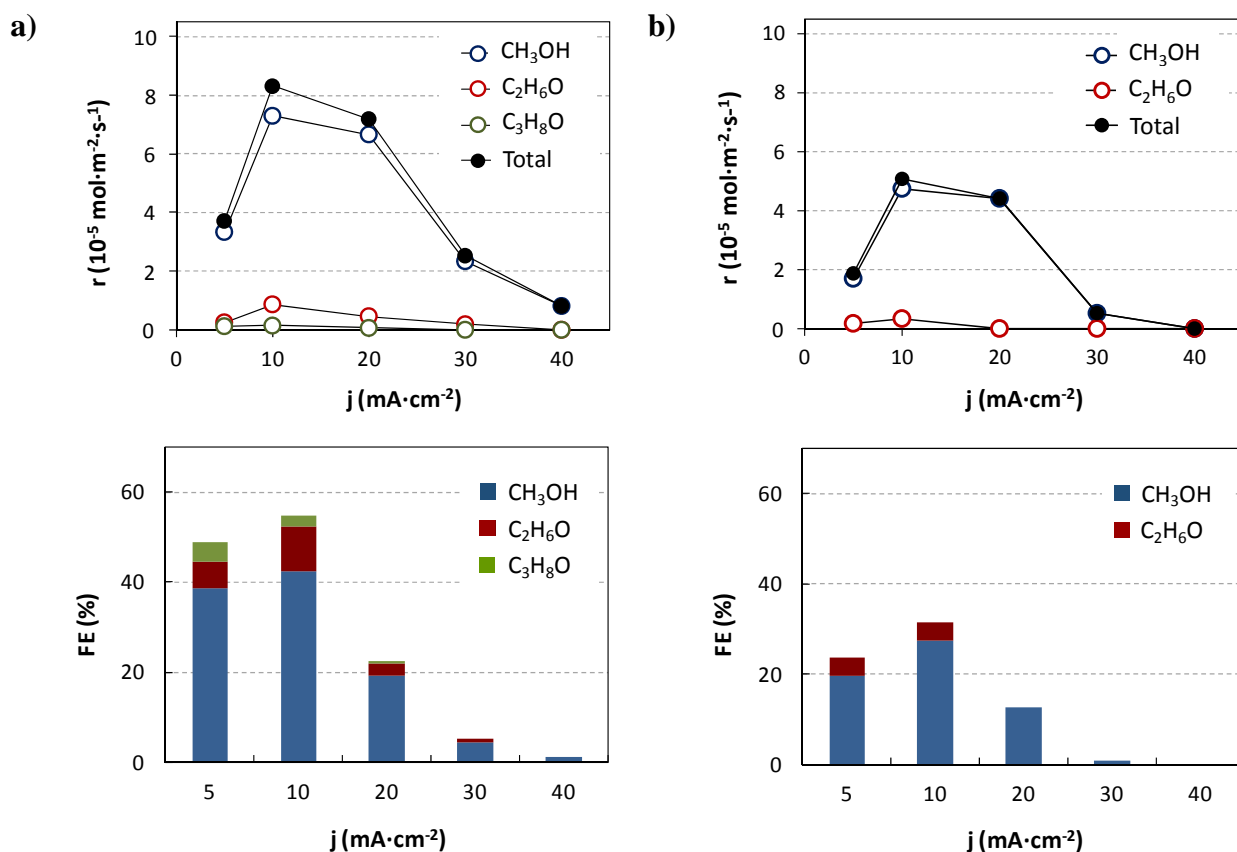 a)
r (10⁻⁵ mol·m⁻²·s⁻¹)
10
8
6
4
2
0
CH₃OH
C₂H₆O
C₃H₈O
Total
0 10 20 30 40
j (mA·cm⁻²)
b)
r (10⁻⁵ mol·m⁻²·s⁻¹)
10
8
6
4
2
0
CH₃OH
C₂H₆O
Total
0 10 20 30 40
j (mA·cm⁻²)
FE (%)
60
40
20
0
CH₃OH
C₂H₆O
C₃H₈O
5 10 20 30 40
j (mA·cm⁻²)
FE (%)
60
40
20
0
CH₃OH
C₂H₆O
5 10 20 30 40
j (mA·cm⁻²)